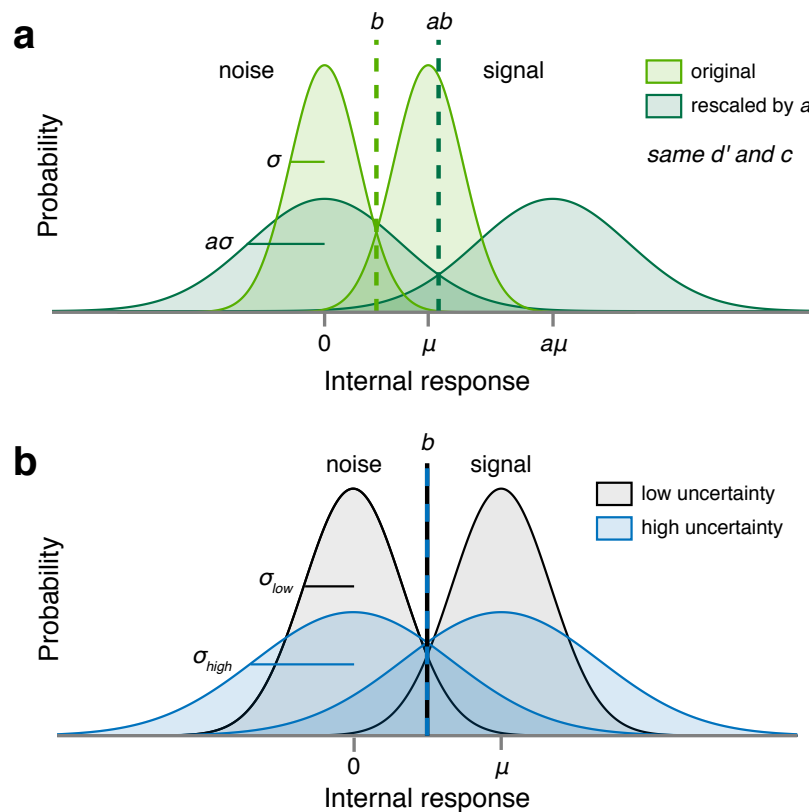 a
b
ab
noise
signal
original
rescaled by a
same d' and c
σ
aσ
Probability
0
μ
aμ
Internal response
b
b
noise
signal
low uncertainty
high uncertainty
σlow
σhigh
Probability
0
μ
Internal response